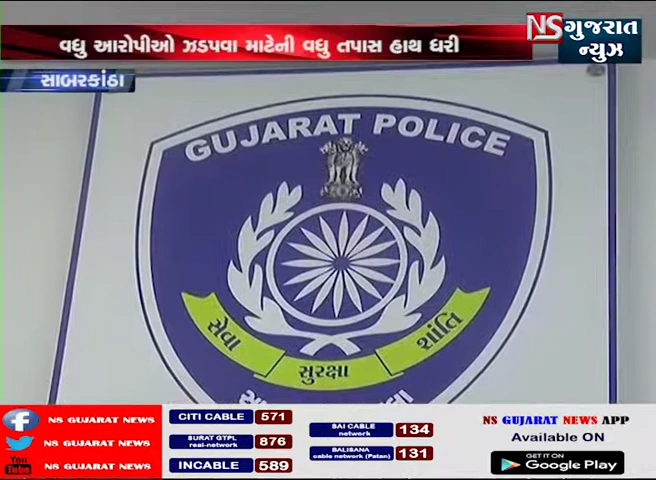 વધુ આરોપીઓ ઝડપવા માટેની વધુ તપાસ હાથ ધરી
NS ગુજરાત
ન્યુઝ
સાબરકાંઠા
GUJARAT POLICE
સેવા
સુરક્ષા
શાંતિ
NS GUJARAT NEWS
NS GUJARAT NEWS
You Tube NS GUJARAT NEWS
CITI CABLE 571
SURAT GTPL real-network 876
INCABLE 589
SAI CABLE network 134
BALISANA cable network (Patan) 131
NS GUJARAT NEWS APP
Available ON
GET IT ON
Google Play